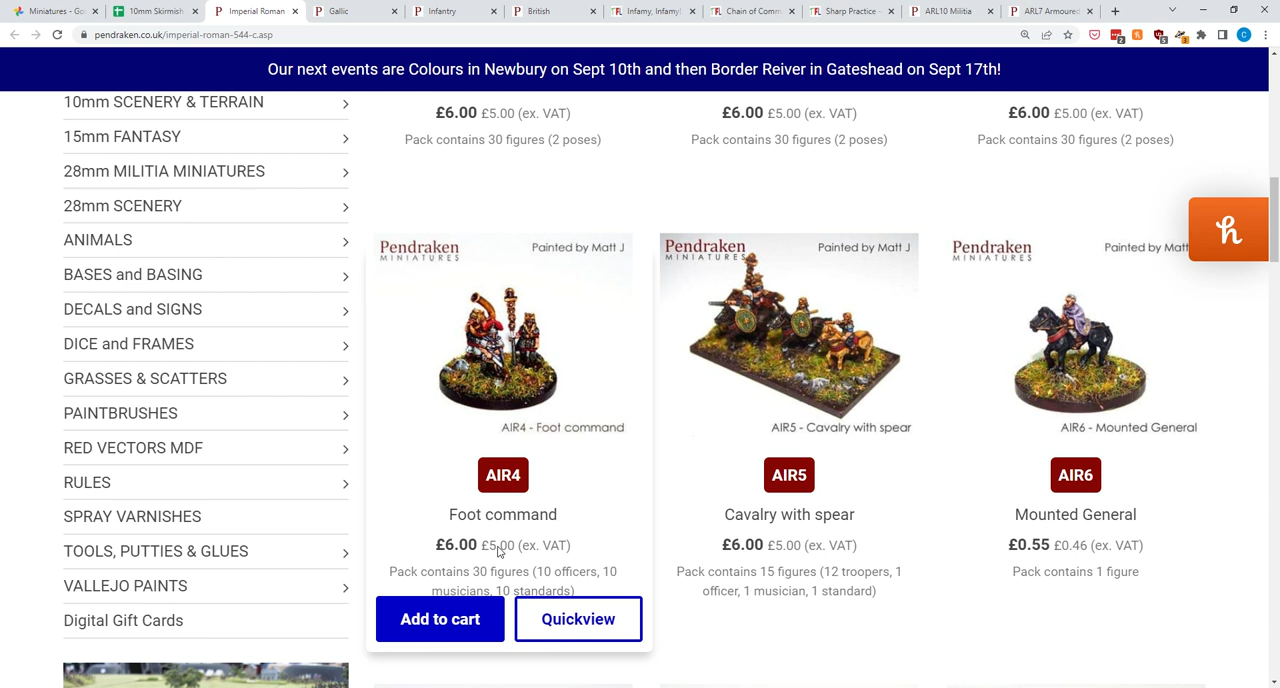 Miniatures - Go
10mm Skirmish
Imperial Roman
Gallic
Infantry
British
Infamy, Infamy!
Chain of Comm
Sharp Practice -
ARL10 Militia
ARL7 Armoured
pendraken.co.uk/imperial-roman-544-c.asp
Our next events are Colours in Newbury on Sept 10th and then Border Reiver in Gateshead on Sept 17th!
10mm SCENERY & TERRAIN
15mm FANTASY
28mm MILITIA MINIATURES
28mm SCENERY
ANIMALS
BASES and BASING
DECALS and SIGNS
DICE and FRAMES
GRASSES & SCATTERS
PAINTBRUSHES
RED VECTORS MDF
RULES
SPRAY VARNISHES
TOOLS, PUTTIES & GLUES
VALLEJO PAINTS
Digital Gift Cards
£6.00 £5.00 (ex. VAT)
Pack contains 30 figures (2 poses)
£6.00 £5.00 (ex. VAT)
Pack contains 30 figures (2 poses)
£6.00 £5.00 (ex. VAT)
Pack contains 30 figures (2 poses)
Pendraken
MINIATURES
Painted by Matt J
AIR4 - Foot command
AIR4
Foot command
£6.00 £5.00 (ex. VAT)
Pack contains 30 figures (10 officers, 10
musicians, 10 standards)
Add to cart
Quickview
Pendraken
MINIATURES
Painted by Matt J
AIR5 - Cavalry with spear
AIR5
Cavalry with spear
£6.00 £5.00 (ex. VAT)
Pack contains 15 figures (12 troopers, 1
officer, 1 musician, 1 standard)
Pendraken
MINIATURES
Painted by Matt
AIR6 - Mounted General
AIR6
Mounted General
£0.55 £0.46 (ex. VAT)
Pack contains 1 figure
h